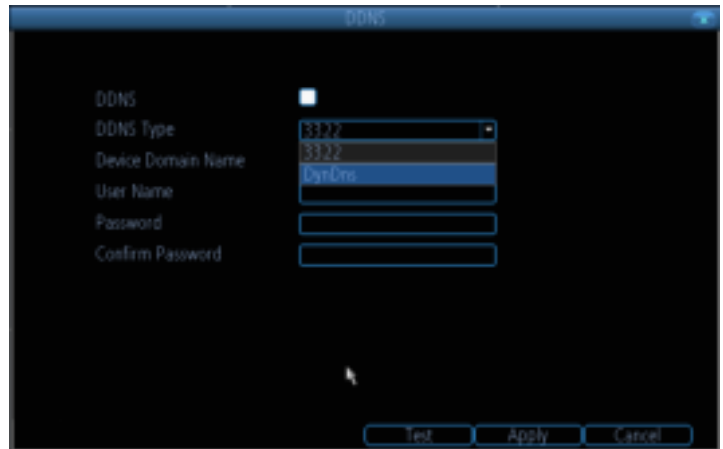 DDNS
DDNS
DDNS Type 3322
3322
Device Domain Name
DynDns
User Name
Password
Confirm Password
Test Apply Cancel